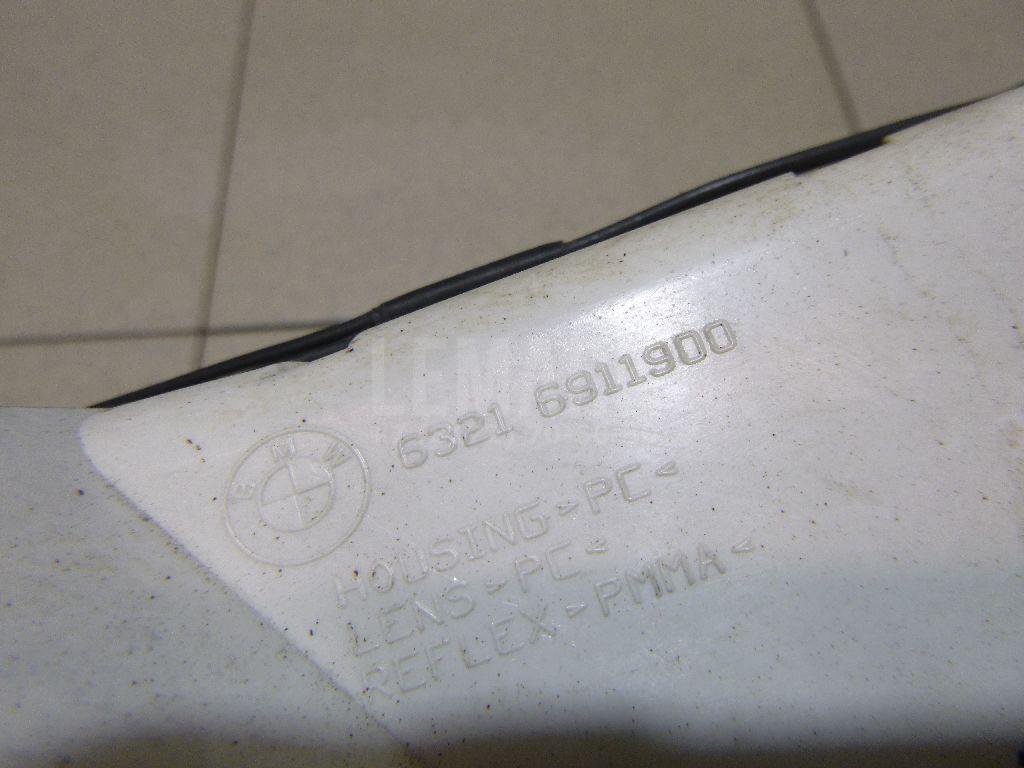 BMW
6321 6911900
HOUSING>PC<
LENS>PC<
REFLEX>PMMA<